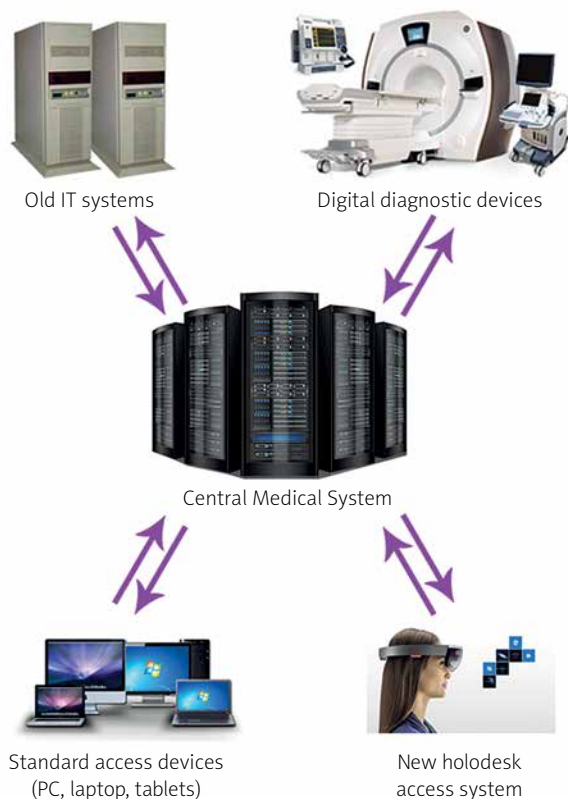 Old IT systems
Digital diagnostic devices
Central Medical System
Standard access devices
(PC, laptop, tablets)
New holodesk
access system